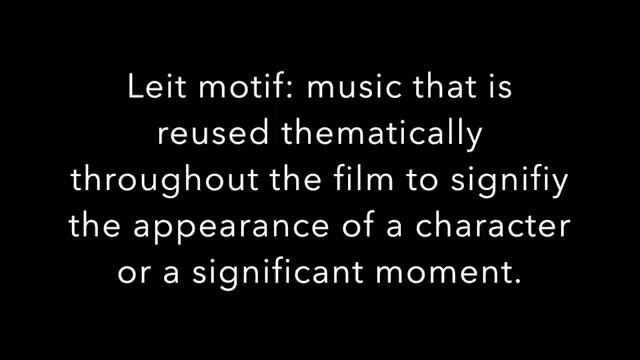 Leit motif: music that is
reused thematically
throughout the film to signifiy
the appearance of a character
or a significant moment.